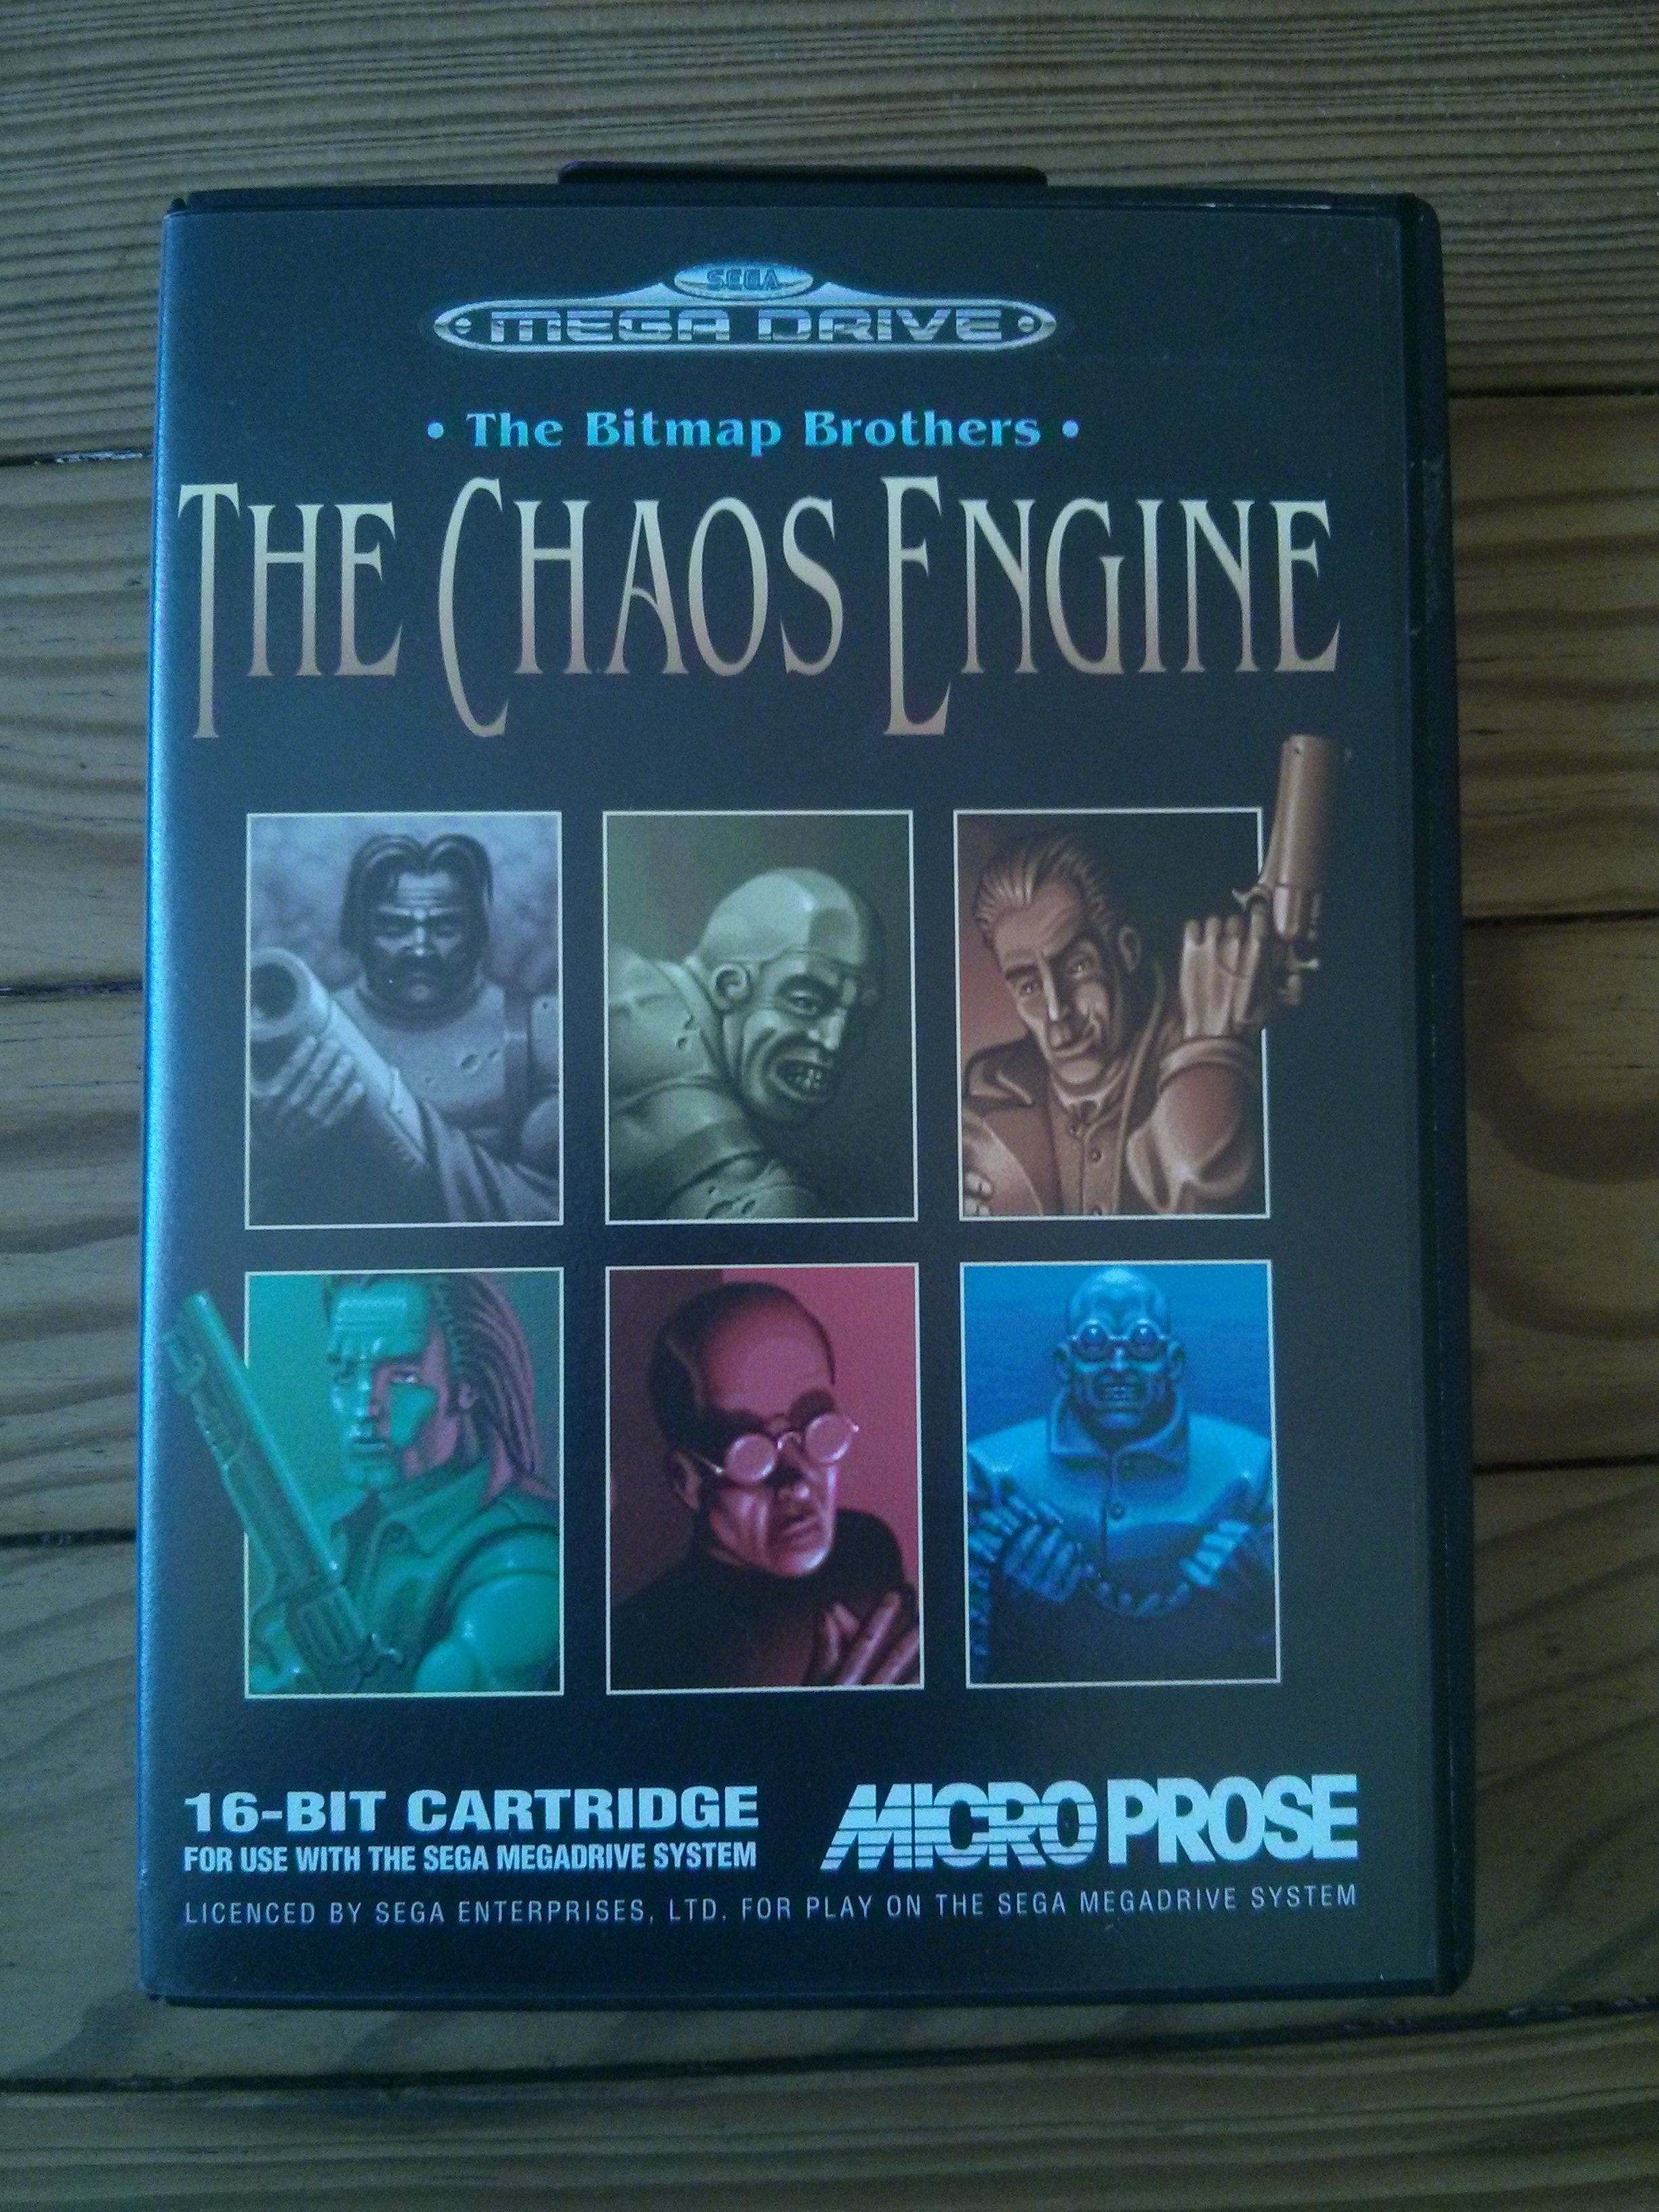 SEGA
MEGA DRIVE
• The Bitmap Brothers •
THE CHAOS ENGINE
16-BIT CARTRIDGE
FOR USE WITH THE SEGA MEGADRIVE SYSTEM
MICROPROSE
LICENCED BY SEGA ENTERPRISES, LTD. FOR PLAY ON THE SEGA MEGADRIVE SYSTEM